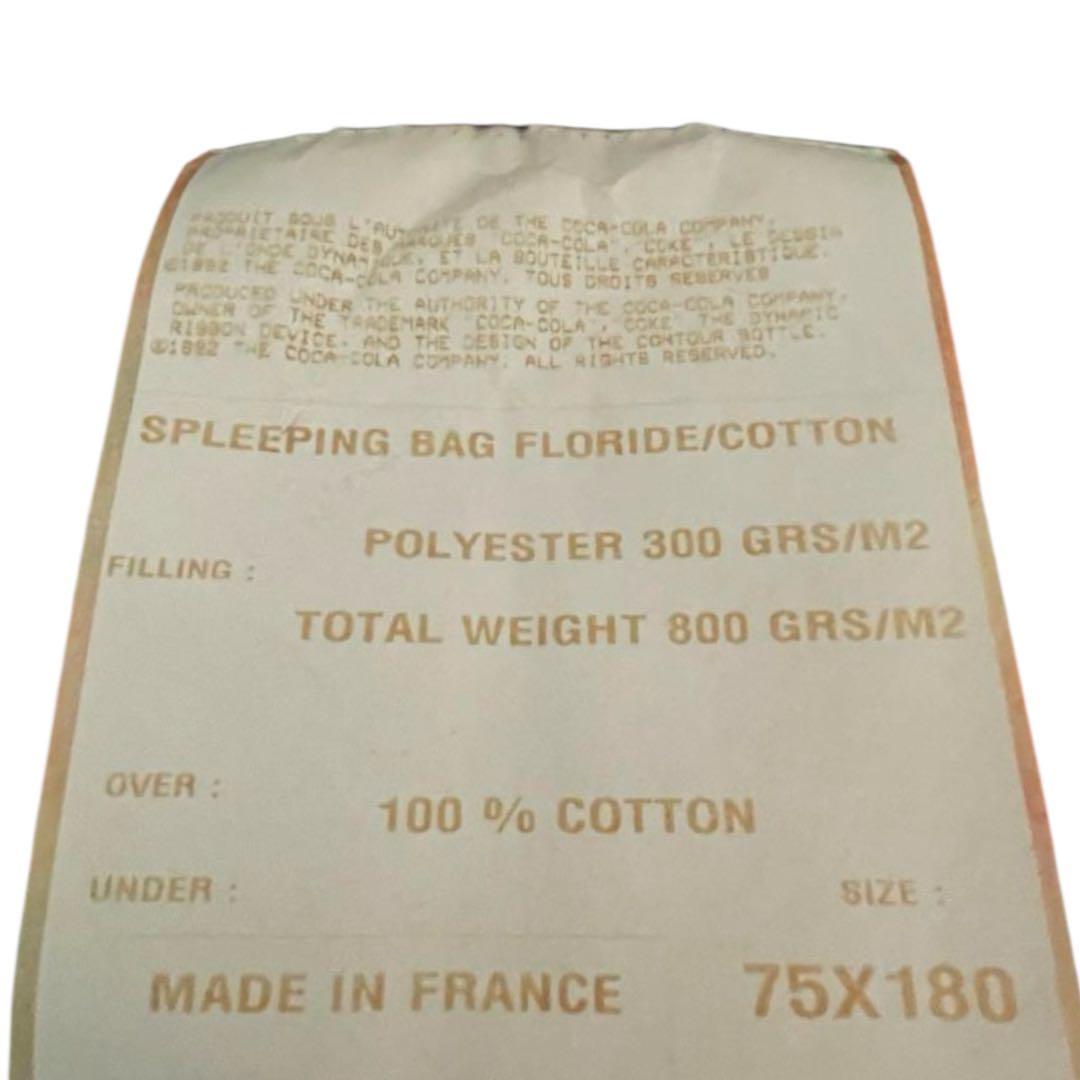 PRODUIT SOUS L'AUTORITE DE THE COCA-COLA COMPANY,
PROPRIETAIRE DES MARQUES "COCA-COLA", "COKE", LE DESSIN
DE L'ONDE DYNAMIQUE, ET LA BOUTEILLE CARACTERISTIQUE.
©1992 THE COCA-COLA COMPANY. TOUS DROITS RESERVES
PRODUCED UNDER THE AUTHORITY OF THE COCA-COLA COMPANY,
OWNER OF THE TRADEMARK "COCA-COLA", "COKE" THE DYNAMIC
RIBBON DEVICE, AND THE DESIGN OF THE CONTOUR BOTTLE.
©1992 THE COCA-COLA COMPANY. ALL RIGHTS RESERVED.
SPLEEPING BAG FLORIDE/COTTON
POLYESTER 300 GRS/M2
FILLING :
TOTAL WEIGHT 800 GRS/M2
OVER :
100 % COTTON
UNDER :
SIZE :
MADE IN FRANCE 75X180